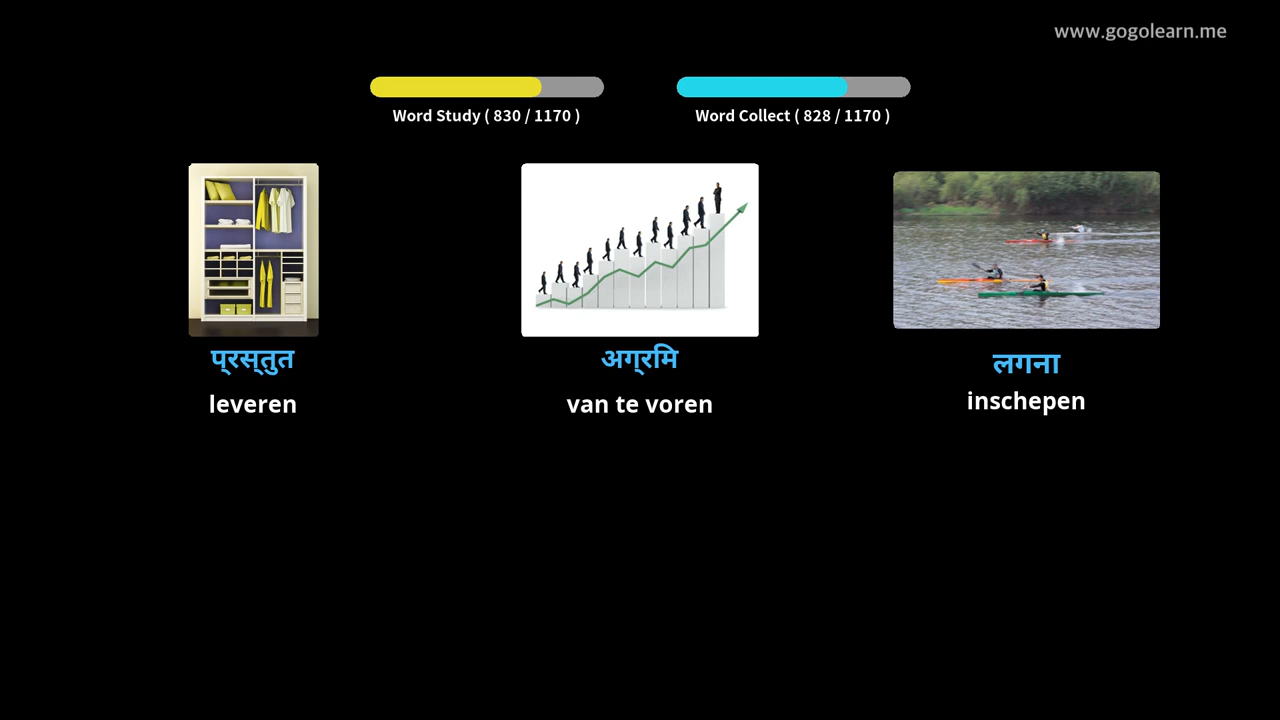 www.gogolearn.me
Word Study ( 830 / 1170 )
Word Collect ( 828 / 1170 )
प्रस्तुत
अग्रमि
लगना
leveren
van te voren
inschepen